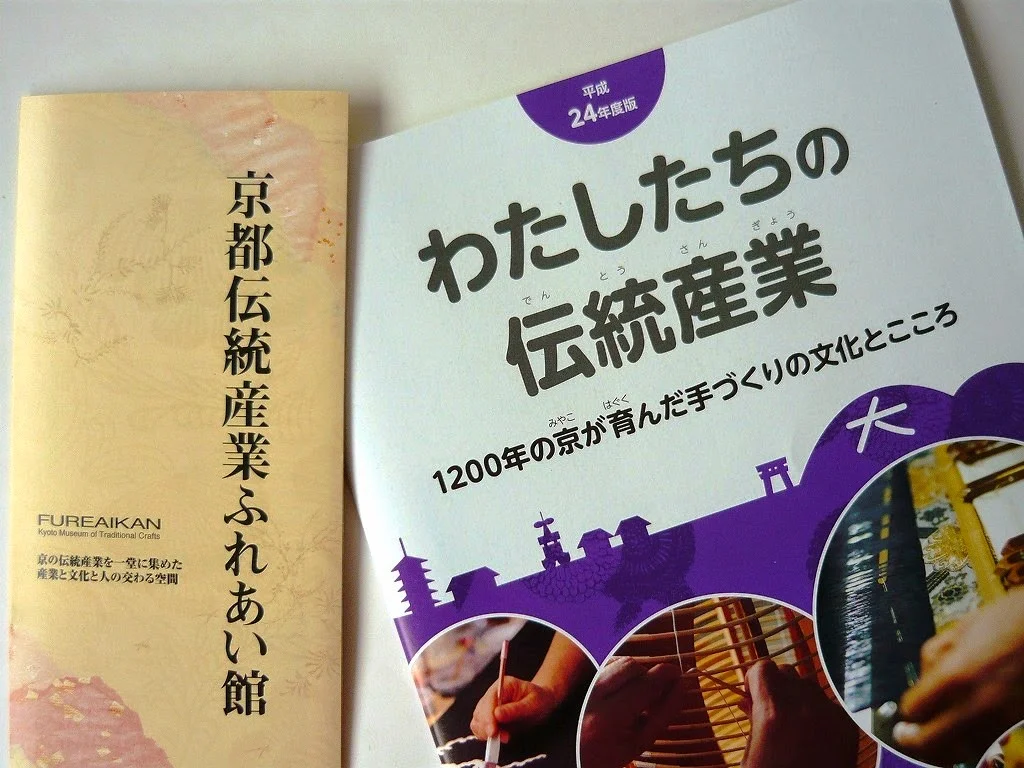 京都伝統産業ふれあい館
FUREAIKAN
Kyoto Museum of Traditional Crafts
京の伝統産業を一堂に集めた
産業と文化と人の交わる空間
平成
24年度版
わたしたちの
でん とう さん ぎょう
伝統産業
みやこ はぐく
1200年の京が育んだ手づくりの文化とこころ
大